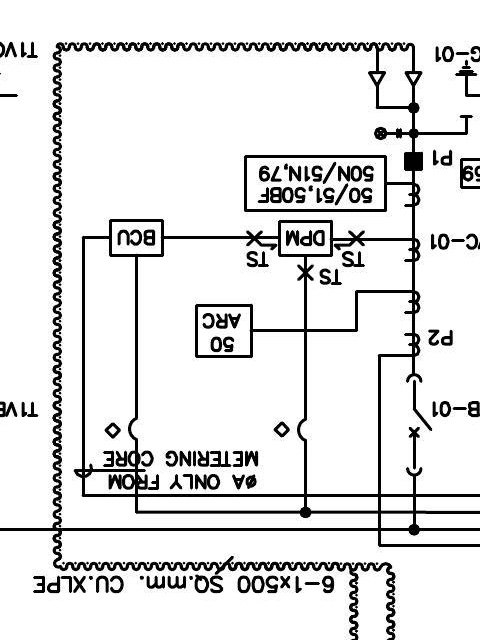 6-1x500 SQ.mm. CU.XLPE
ØA ONLY FROM
METERING CORE
B-01
T1VB
P2
50
ARC
TS
TS
TS
VC-01
DPM
BCU
50/51,50BF
50N/51N,79
P1
G-01
T1VC